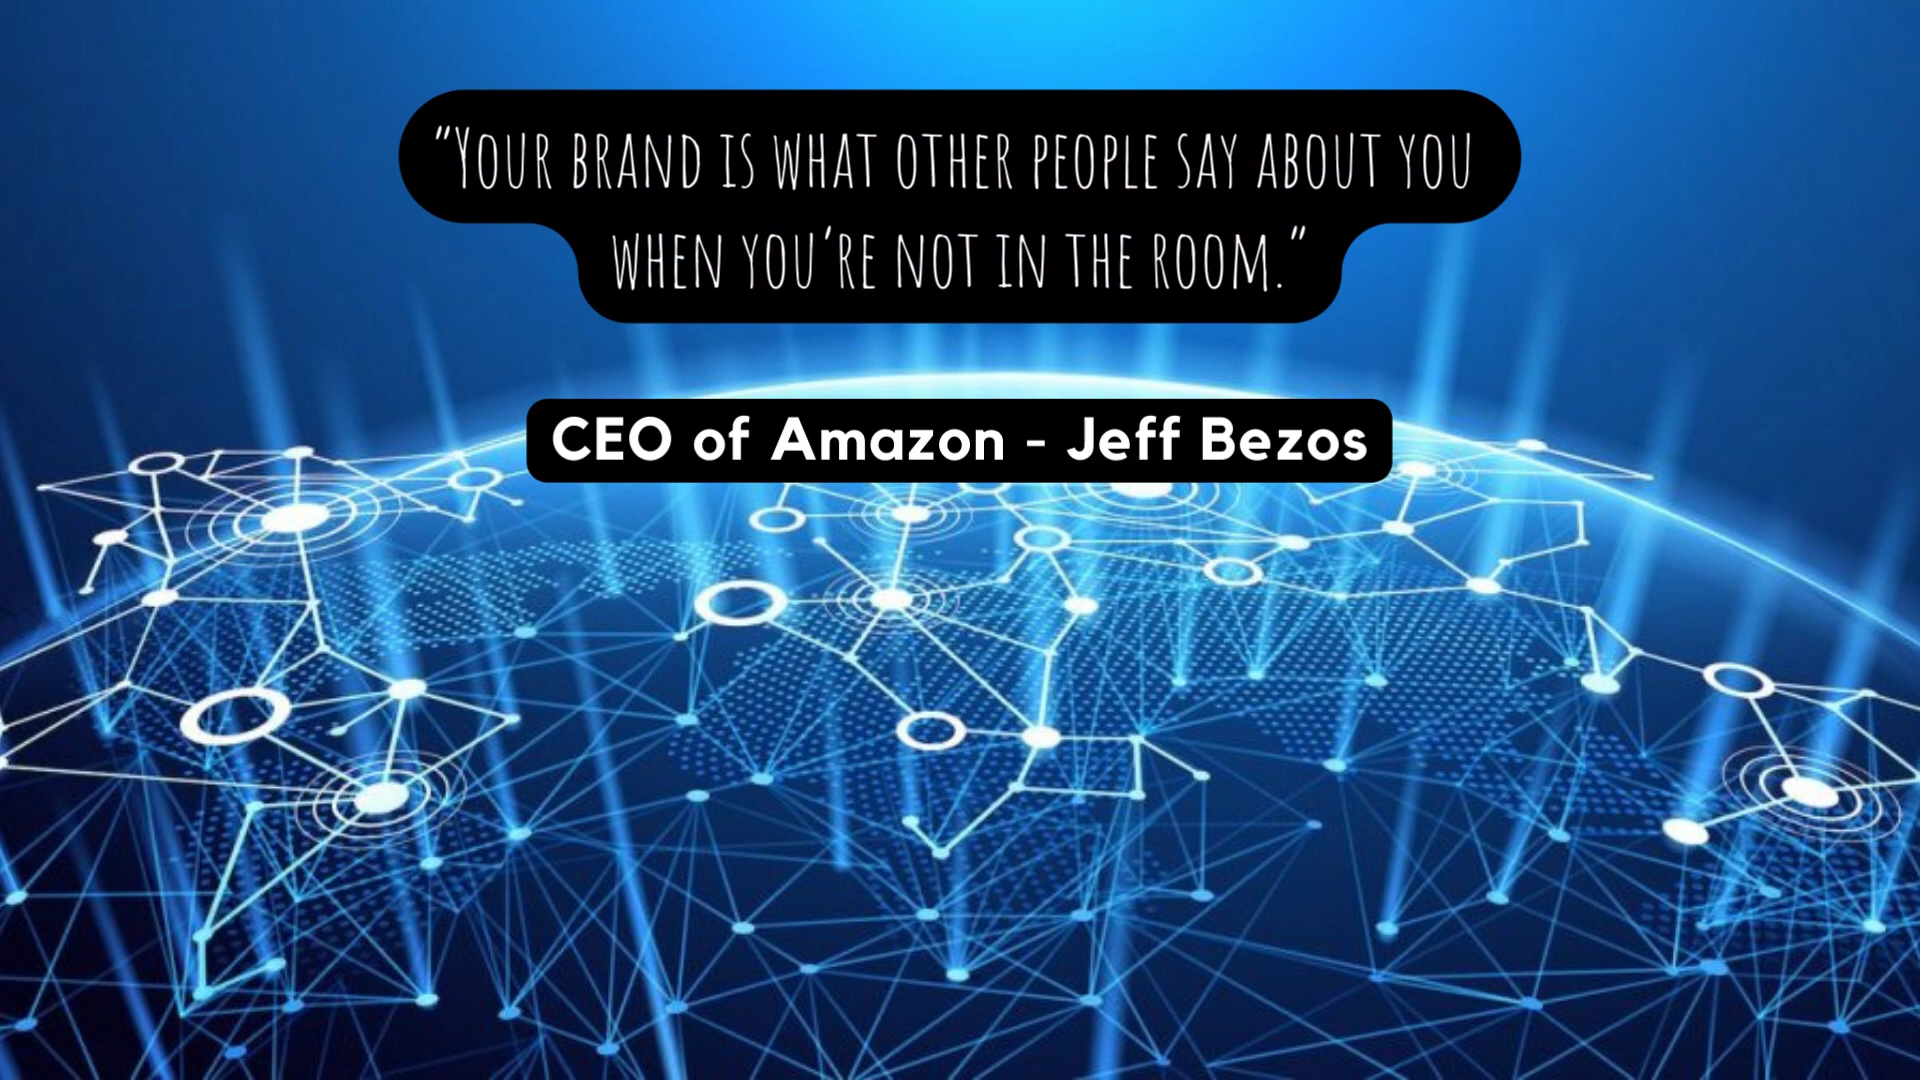 “Your brand is what other people say about you
when you’re not in the room.”
CEO of Amazon - Jeff Bezos